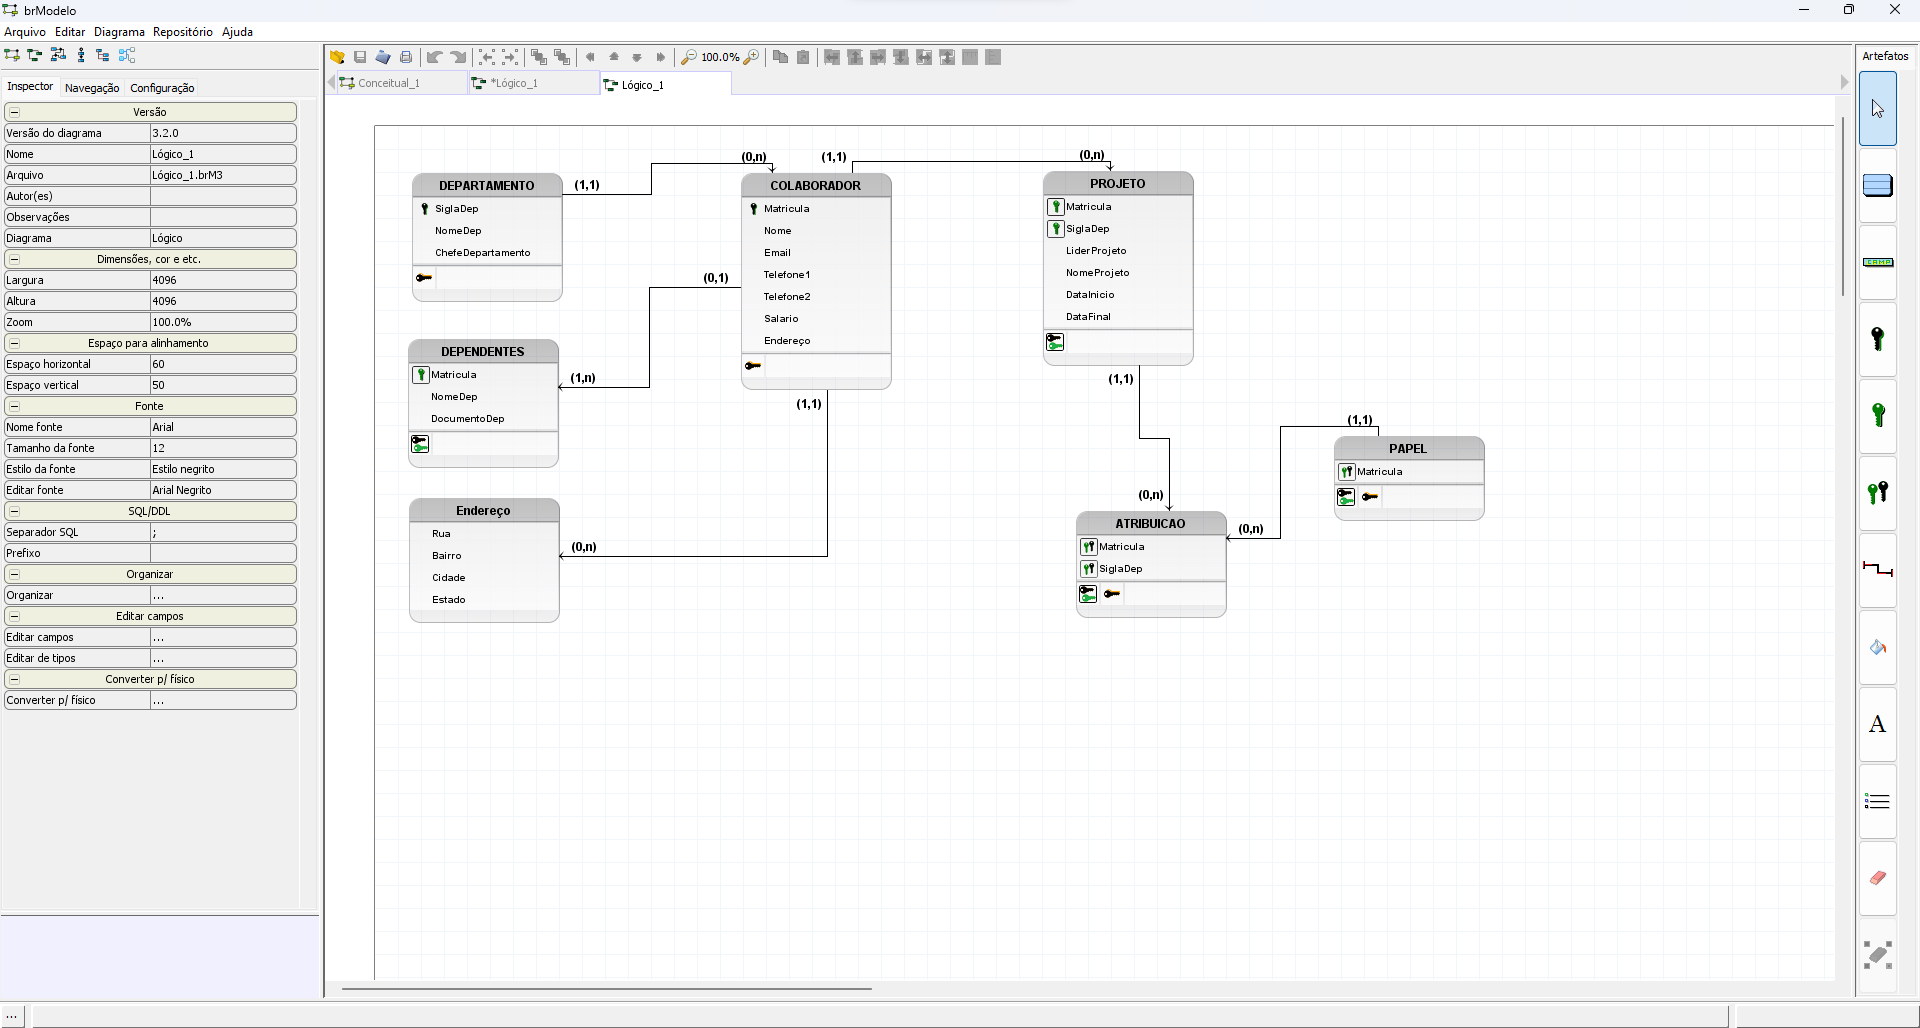 brModelo
Arquivo Editar Diagrama Repositório Ajuda
100.0%
Artefatos
Inspector Navegação Configuração
Conceitual_1 *Lógico_1 Lógico_1
Versão
Versão do diagrama 3.2.0
Nome Lógico_1
Arquivo Lógico_1.brM3
Autor(es)
Observações
Diagrama Lógico
Dimensões, cor e etc.
Largura 4096
Altura 4096
Zoom 100.0%
Espaço para alinhamento
Espaço horizontal 60
Espaço vertical 50
Fonte
Nome fonte Arial
Tamanho da fonte 12
Estilo da fonte Estilo negrito
Editar fonte Arial Negrito
SQL/DDL
Separador SQL ;
Prefixo
Organizar
Organizar ...
Editar campos
Editar campos ...
Editar de tipos ...
Converter p/ físico
Converter p/ físico ...
...
DEPARTAMENTO
SiglaDep
NomeDep
ChefeDepartamento
(1,1)
(0,n)
COLABORADOR
Matricula
Nome
Email
Telefone1
Telefone2
Salario
Endereço
(1,1)
(0,n)
PROJETO
Matricula
SiglaDep
LiderProjeto
NomeProjeto
DataInicio
DataFinal
(0,1)
(1,n)
DEPENDENTES
Matricula
NomeDep
DocumentoDep
(1,1)
(0,n)
Endereço
Rua
Bairro
Cidade
Estado
(1,1)
(0,n)
ATRIBUICAO
Matricula
SiglaDep
(0,n)
(1,1)
PAPEL
Matricula
CAMPO
A